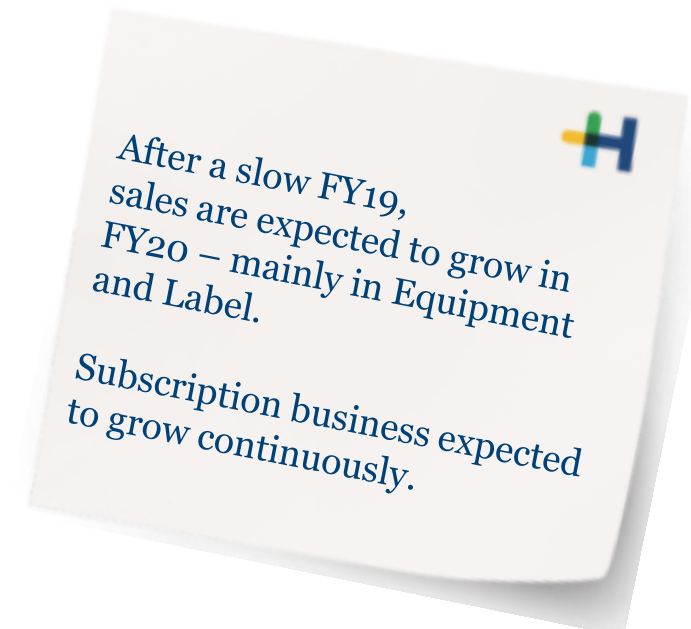 After a slow FY19,
sales are expected to grow in
FY20 – mainly in Equipment
and Label.
Subscription business expected
to grow continuously.